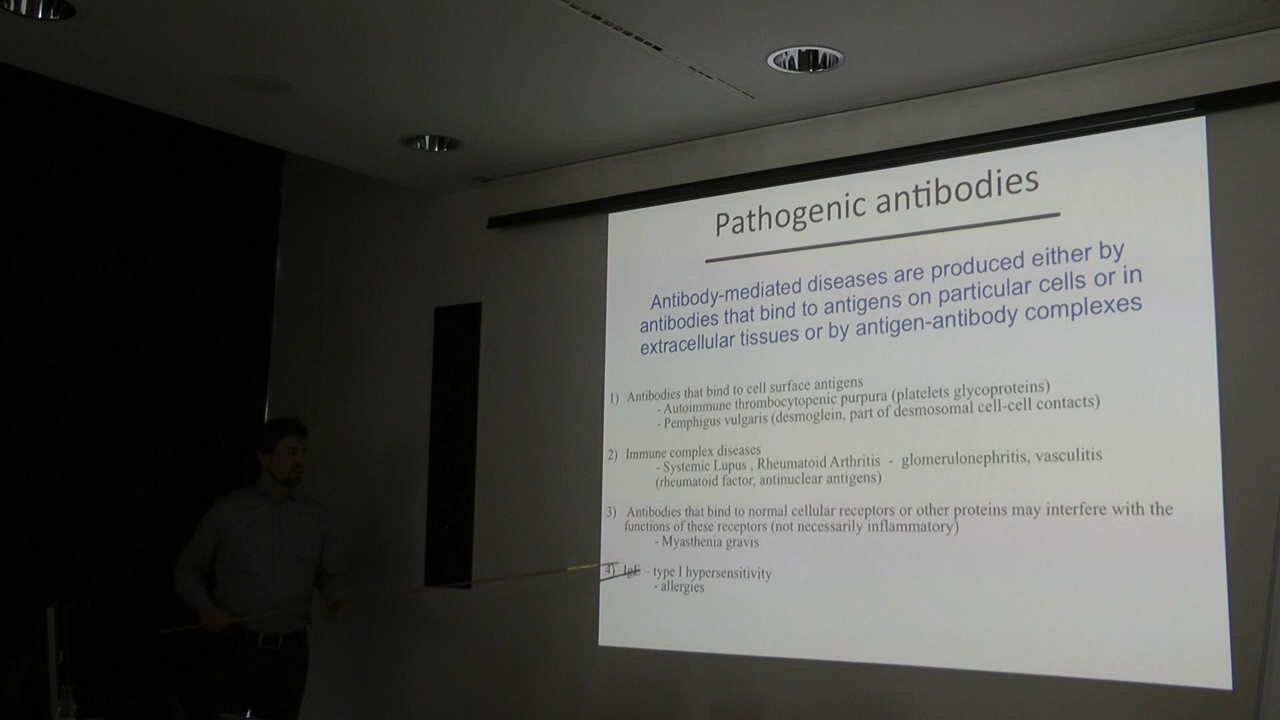 Pathogenic antibodies
Antibody-mediated diseases are produced either by
antibodies that bind to antigens on particular cells or in
extracellular tissues or by antigen-antibody complexes
1) Antibodies that bind to cell surface antigens
- Autoimmune thrombocytopenic purpura (platelets glycoproteins)
- Pemphigus vulgaris (desmoglein, part of desmosomal cell-cell contacts)
2) Immune complex diseases
- Systemic Lupus , Rheumatoid Arthritis - glomerulonephritis, vasculitis
(rheumatoid factor, antinuclear antigens)
3) Antibodies that bind to normal cellular receptors or other proteins may interfere with the
functions of these receptors (not necessarily inflammatory)
- Myasthenia gravis
4) IgE – type I hypersensitivity
- allergies